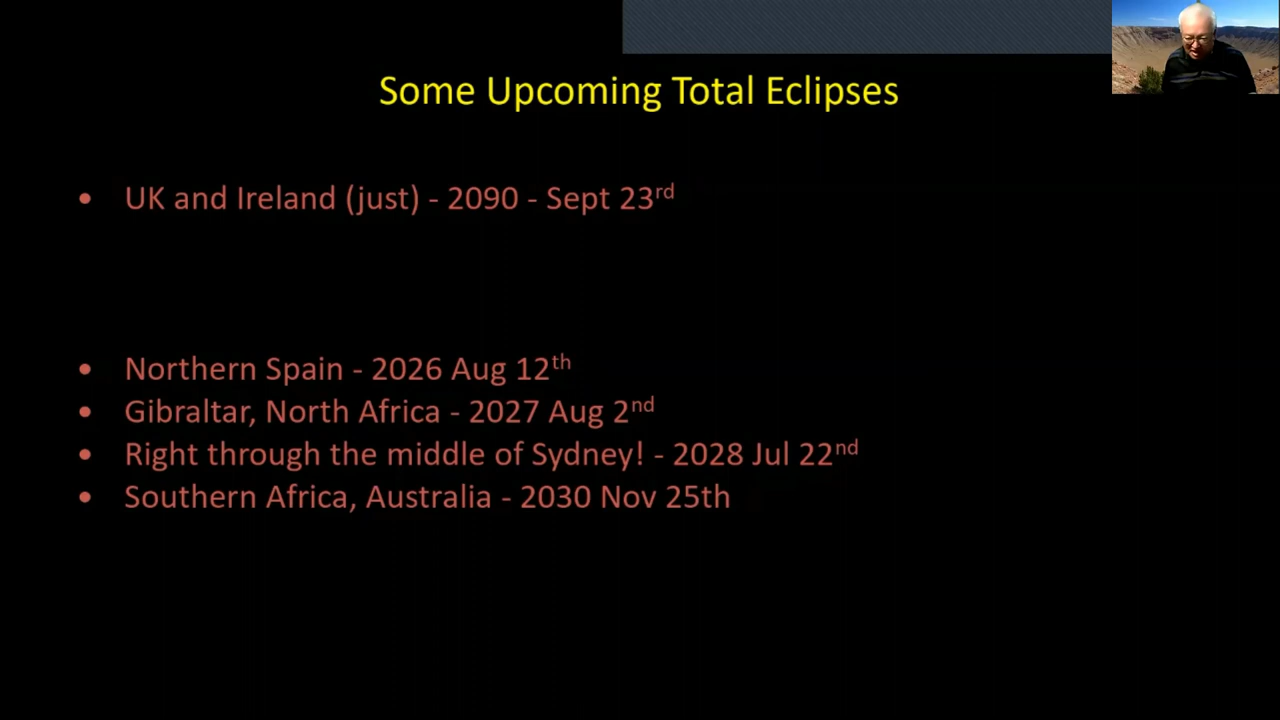 Some Upcoming Total Eclipses
• UK and Ireland (just) - 2090 - Sept 23rd
• Northern Spain - 2026 Aug 12th
• Gibraltar, North Africa - 2027 Aug 2nd
• Right through the middle of Sydney! - 2028 Jul 22nd
• Southern Africa, Australia - 2030 Nov 25th